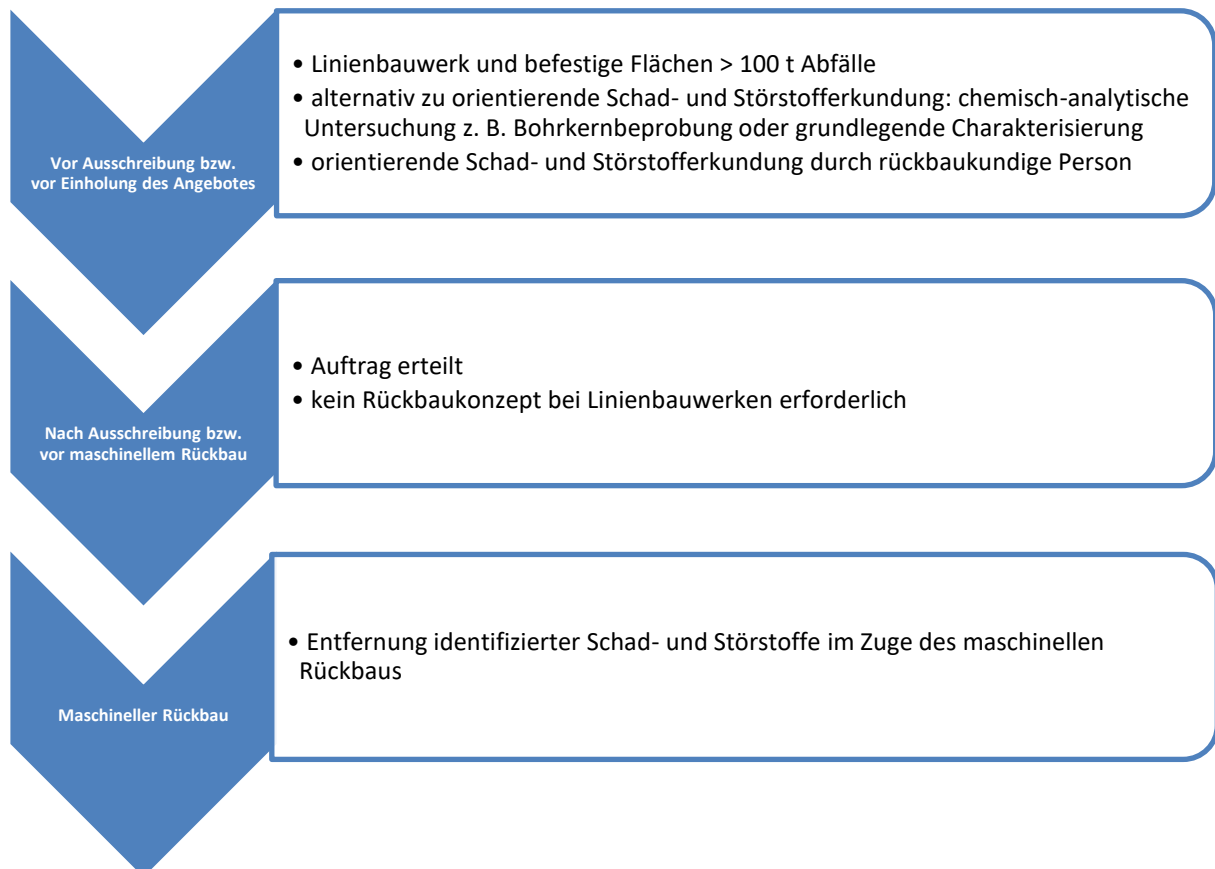 Vor Ausschreibung bzw.
vor Einholung des Angebotes
• Linienbauwerk und befestige Flächen > 100 t Abfälle
• alternativ zu orientierende Schad- und Störstofferkundung: chemisch-analytische
Untersuchung z. B. Bohrkernbeprobung oder grundlegende Charakterisierung
• orientierende Schad- und Störstofferkundung durch rückbaukundige Person
Nach Ausschreibung bzw.
vor maschinellem Rückbau
• Auftrag erteilt
• kein Rückbaukonzept bei Linienbauwerken erforderlich
Maschineller Rückbau
• Entfernung identifizierter Schad- und Störstoffe im Zuge des maschinellen
Rückbaus